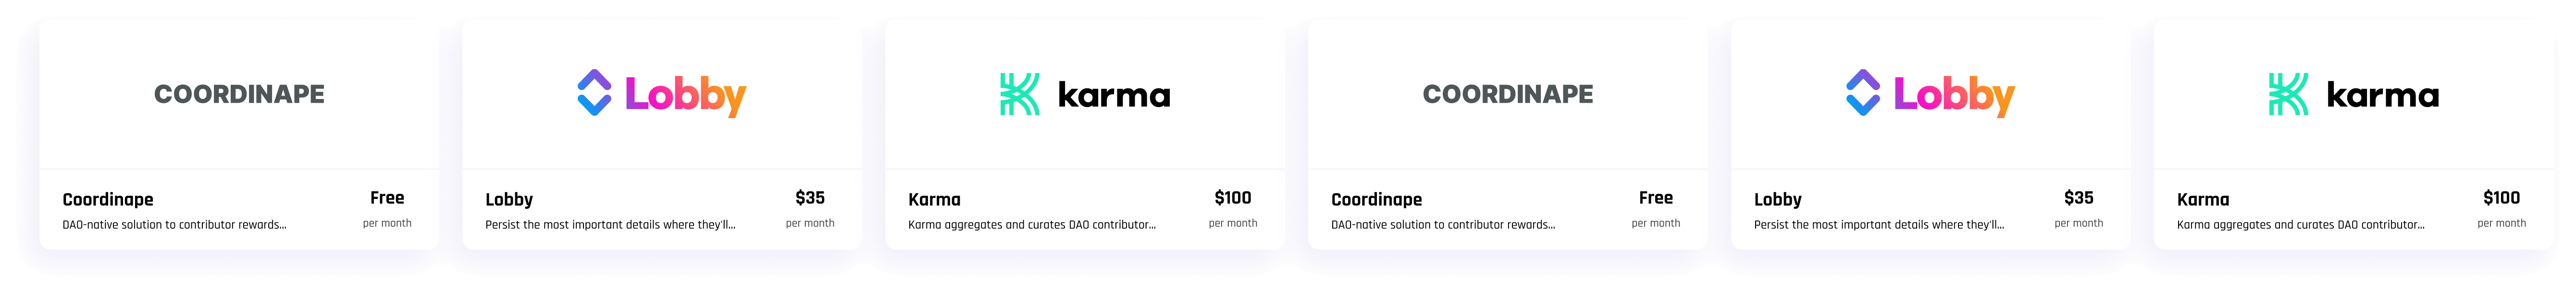 COORDINAPE
Coordinape
Free
DAO-native solution to contributor rewards...
per month
Lobby
Lobby
$35
Persist the most important details where they'll...
per month
karma
Karma
$100
Karma aggregates and curates DAO contributor...
per month
COORDINAPE
Coordinape
Free
DAO-native solution to contributor rewards...
per month
Lobby
Lobby
$35
Persist the most important details where they'll...
per month
karma
Karma
$100
Karma aggregates and curates DAO contributor...
per month